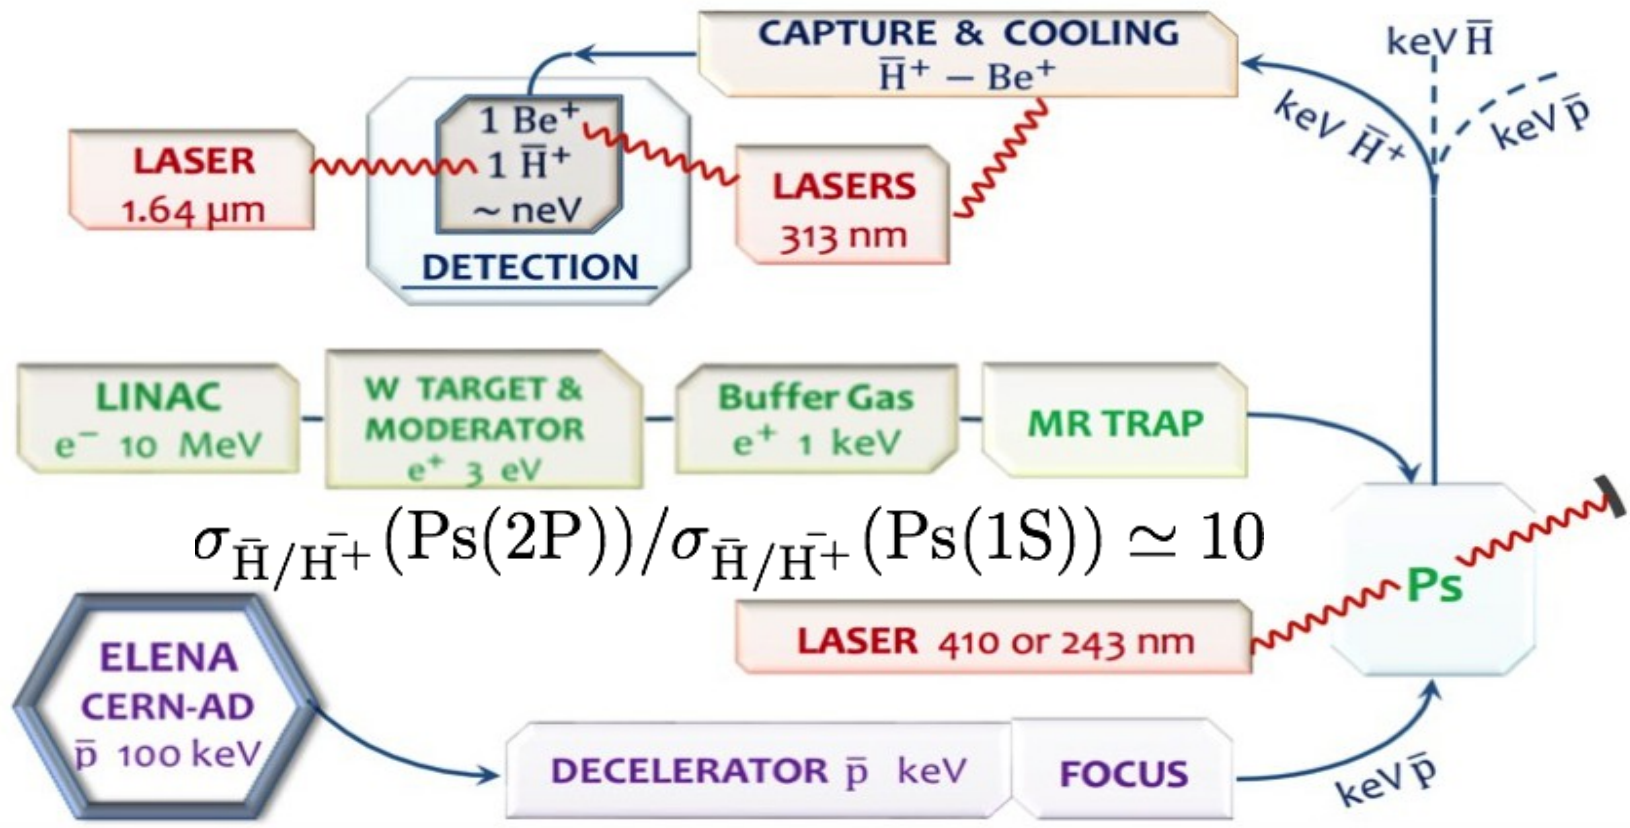 CAPTURE & COOLING
H̅⁺ – Be⁺
keV H̅
keV H̅⁺
keV p̅
1 Be⁺
1 H̅⁺
~ neV
DETECTION
LASER
1.64 µm
LASERS
313 nm
LINAC
e⁻ 10 MeV
W TARGET &
MODERATOR
e⁺ 3 eV
Buffer Gas
e⁺ 1 keV
MR TRAP
σ_H̄/H̄⁺(Ps(2P))/σ_H̄/H̄⁺(Ps(1S)) ≃ 10
Ps
LASER 410 or 243 nm
ELENA
CERN-AD
p̅ 100 keV
DECELERATOR p̅ keV
FOCUS
keV p̅